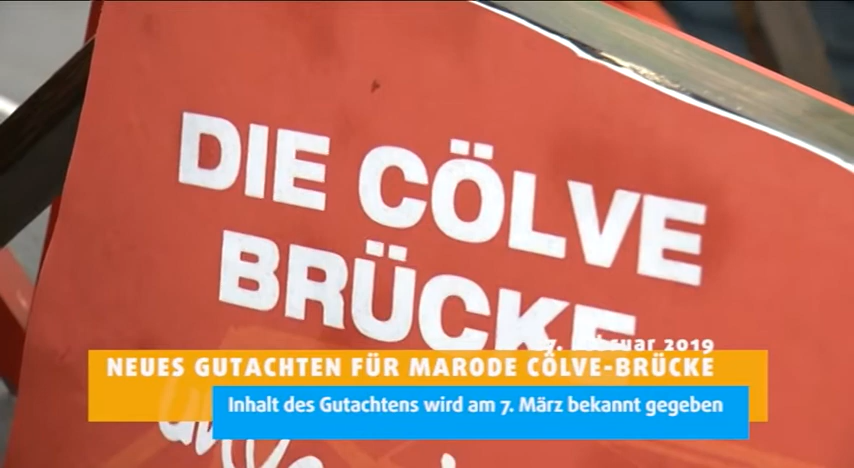 DIE CÖLVE
BRÜCKE
Februar 2019
NEUES GUTACHTEN FÜR MARODE CÖLVE-BRÜCKE
Inhalt des Gutachtens wird am 7. März bekannt gegeben